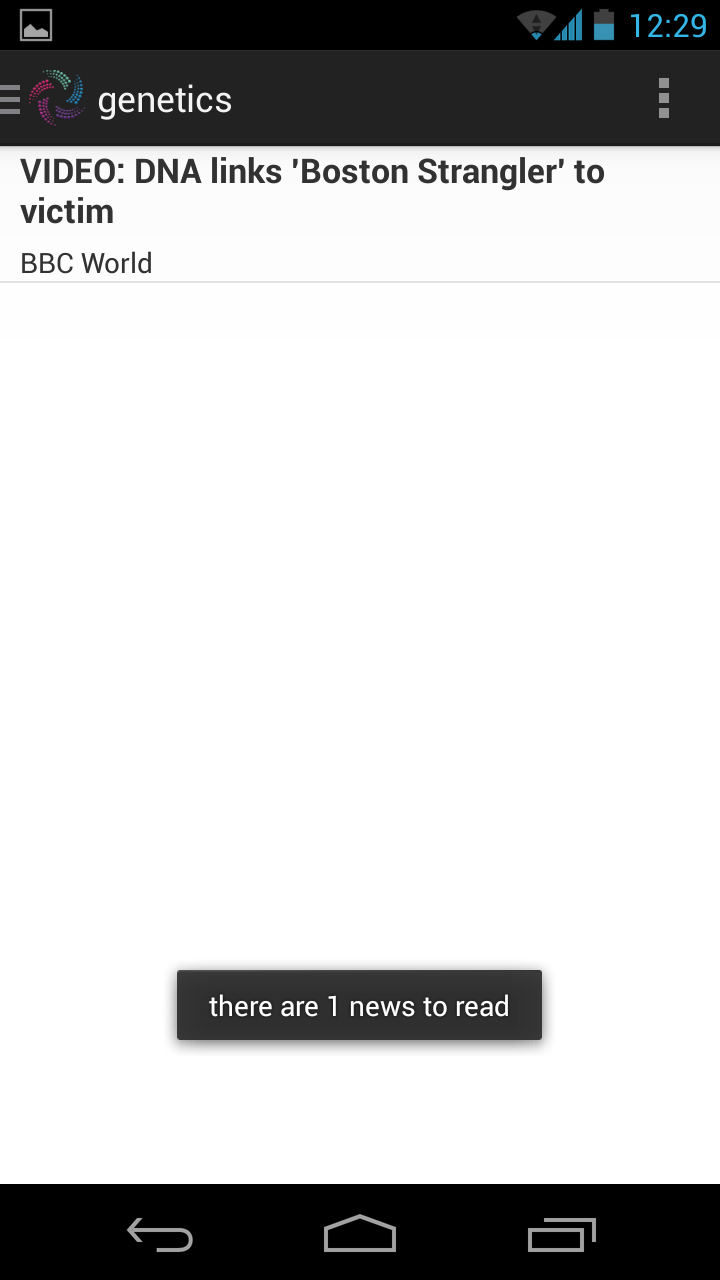 12:29
genetics
VIDEO: DNA links 'Boston Strangler' to
victim
BBC World
there are 1 news to read